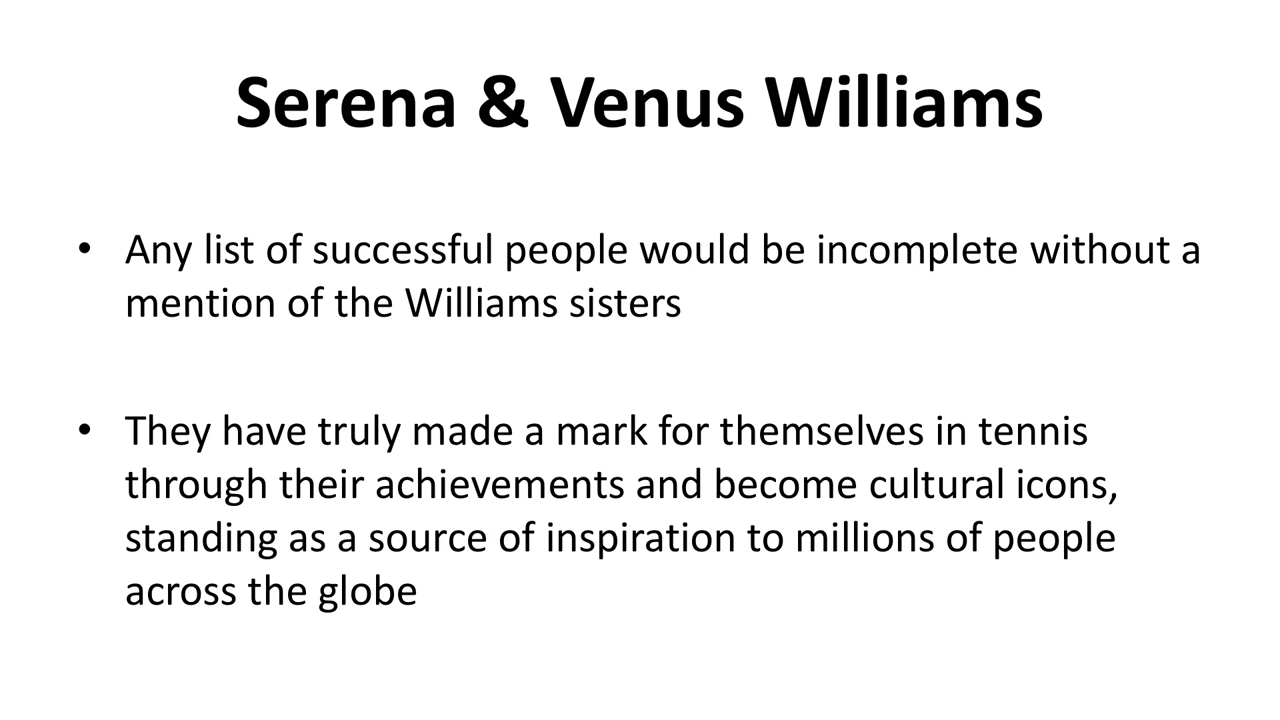 Serena & Venus Williams
• Any list of successful people would be incomplete without a
mention of the Williams sisters
• They have truly made a mark for themselves in tennis
through their achievements and become cultural icons,
standing as a source of inspiration to millions of people
across the globe